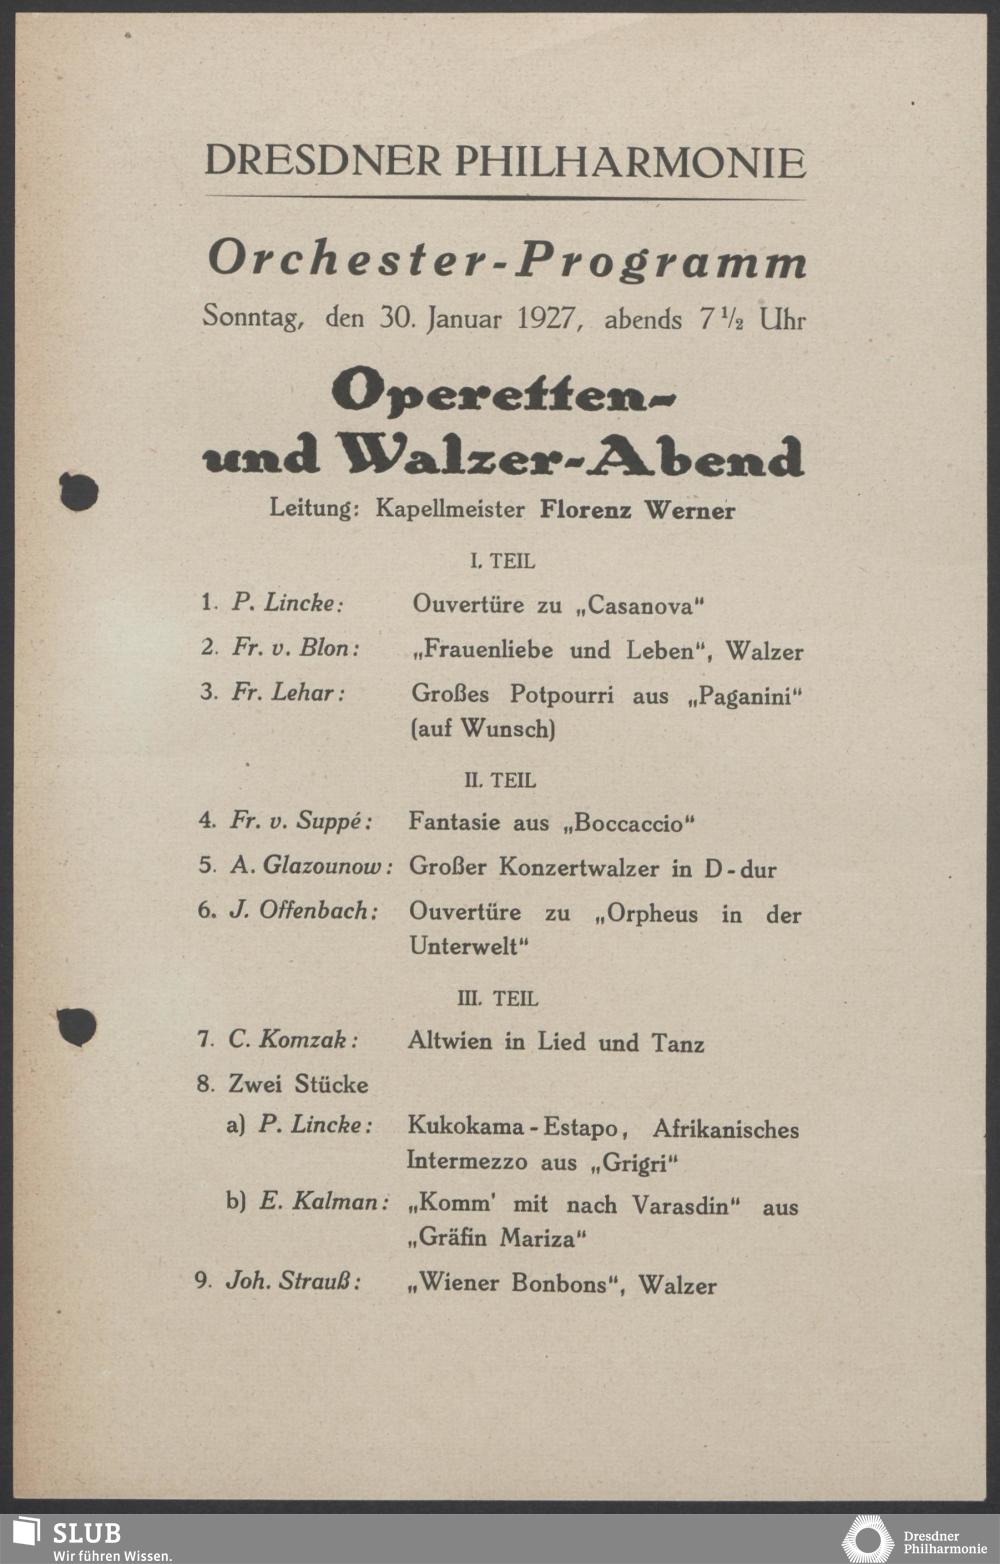 DRESDNER PHILHARMONIE
Orchester-Programm
Sonntag, den 30. Januar 1927, abends 7 1/2 Uhr
Operetten-
und Walzer-Abend
Leitung: Kapellmeister Florenz Werner
I. TEIL
1. P. Lincke: Ouvertüre zu „Casanova“
2. Fr. v. Blon: „Frauenliebe und Leben“, Walzer
3. Fr. Lehar: Großes Potpourri aus „Paganini“
(auf Wunsch)
II. TEIL
4. Fr. v. Suppé: Fantasie aus „Boccaccio“
5. A. Glazounow: Großer Konzertwalzer in D-dur
6. J. Offenbach: Ouvertüre zu „Orpheus in der
Unterwelt“
III. TEIL
7. C. Komzak: Altwien in Lied und Tanz
8. Zwei Stücke
a) P. Lincke: Kukokama-Estapo, Afrikanisches
Intermezzo aus „Grigri“
b) E. Kalman: „Komm' mit nach Varasdin“ aus
„Gräfin Mariza“
9. Joh. Strauß: „Wiener Bonbons“, Walzer
SLUB
Wir führen Wissen.
Dresdner
Philharmonie